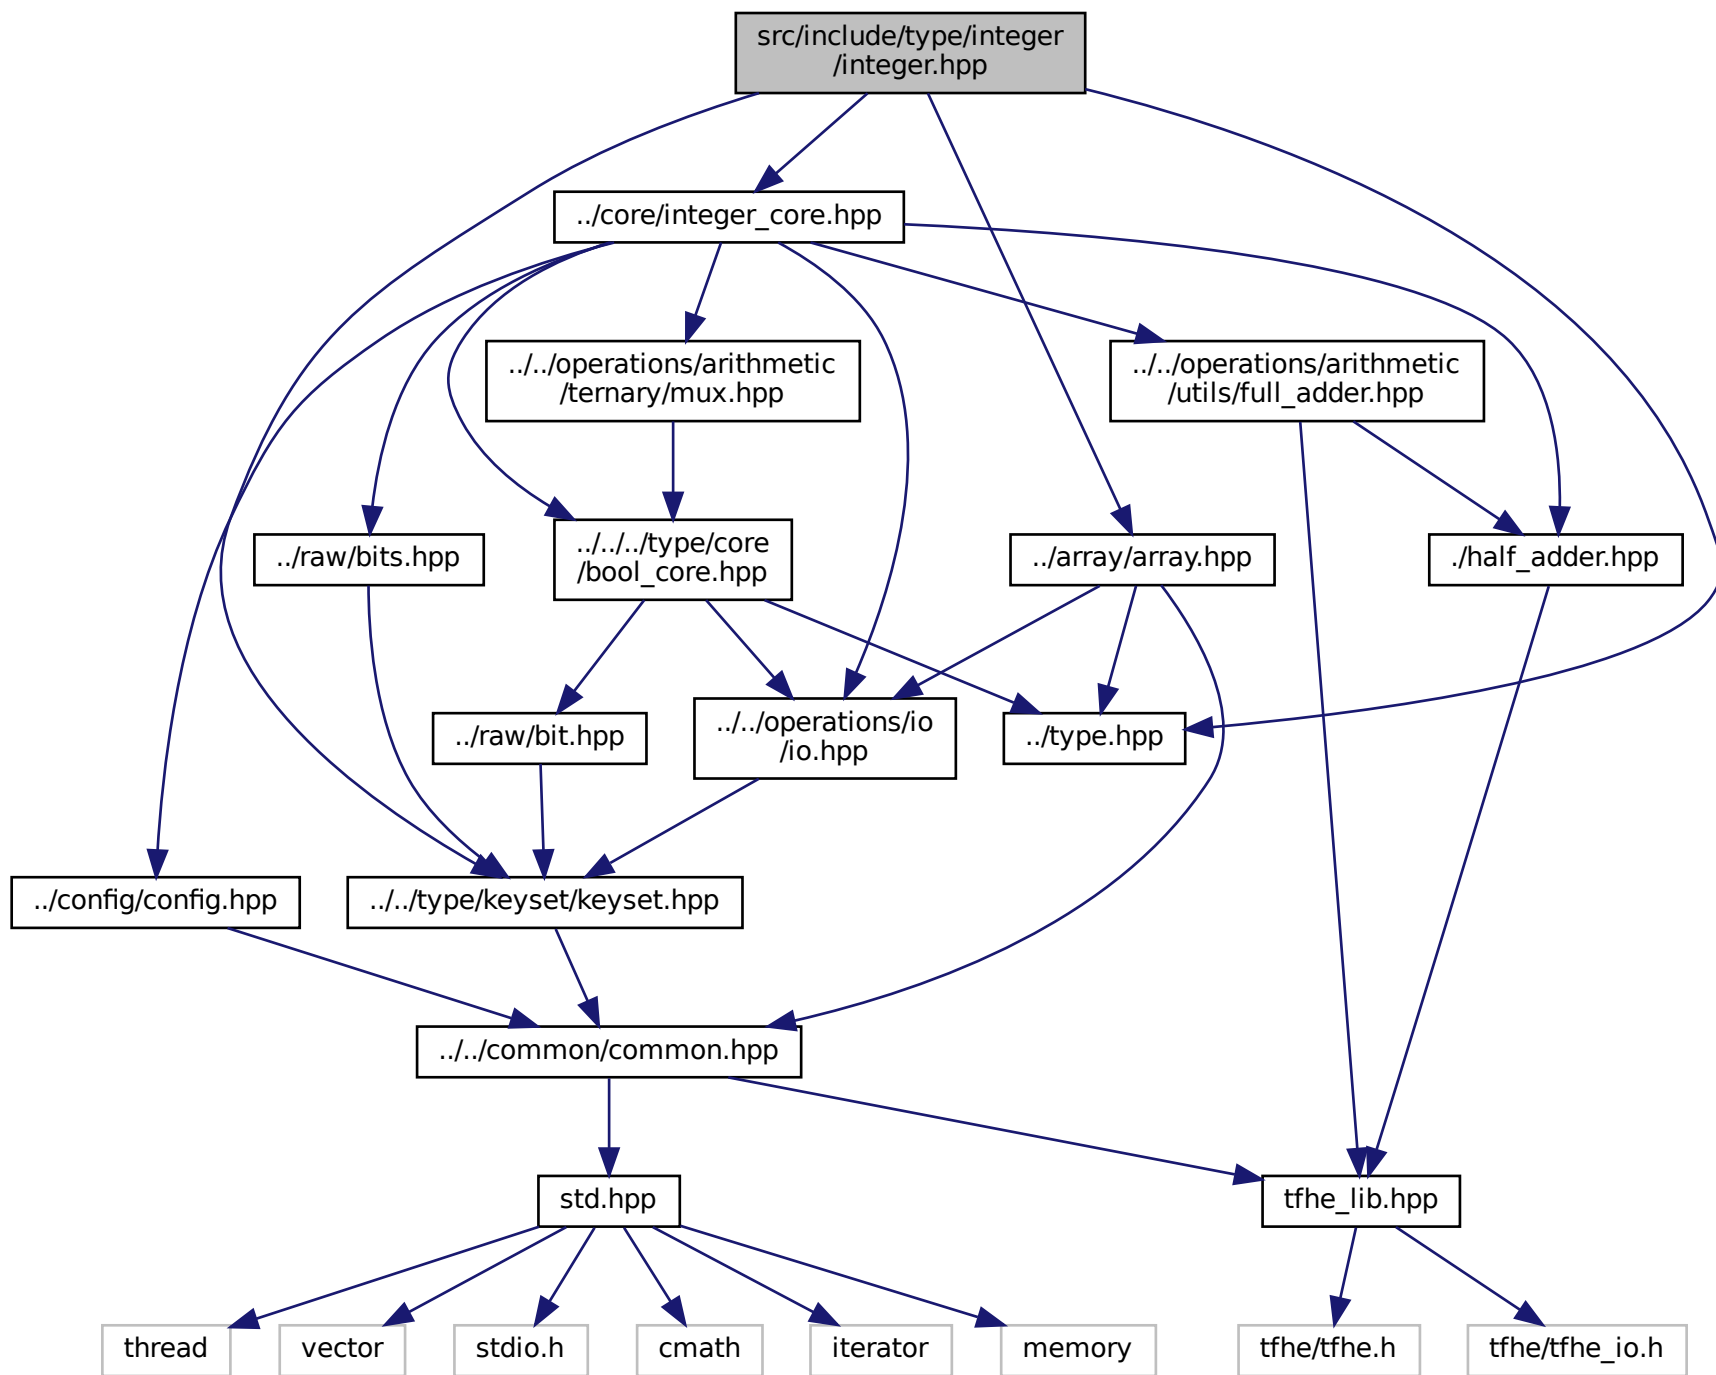 src/include/type/integer
/integer.hpp
../core/integer_core.hpp
../../operations/arithmetic
/ternary/mux.hpp
../../operations/arithmetic
/utils/full_adder.hpp
../raw/bits.hpp
../../../type/core
/bool_core.hpp
../array/array.hpp
./half_adder.hpp
../raw/bit.hpp
../../operations/io
/io.hpp
../type.hpp
../config/config.hpp
../../type/keyset/keyset.hpp
../../common/common.hpp
std.hpp
tfhe_lib.hpp
thread
vector
stdio.h
cmath
iterator
memory
tfhe/tfhe.h
tfhe/tfhe_io.h